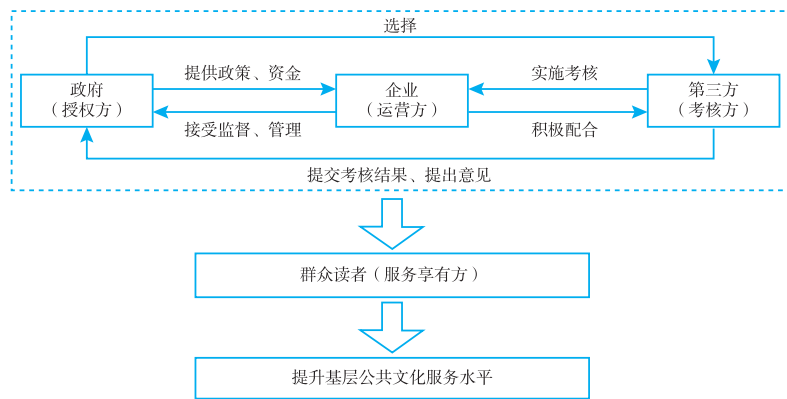 选择
提供政策、资金
实施考核
政府
（授权方）
企业
（运营方）
第三方
（考核方）
接受监督、管理
积极配合
提交考核结果、提出意见
群众读者（服务享有方）
提升基层公共文化服务水平